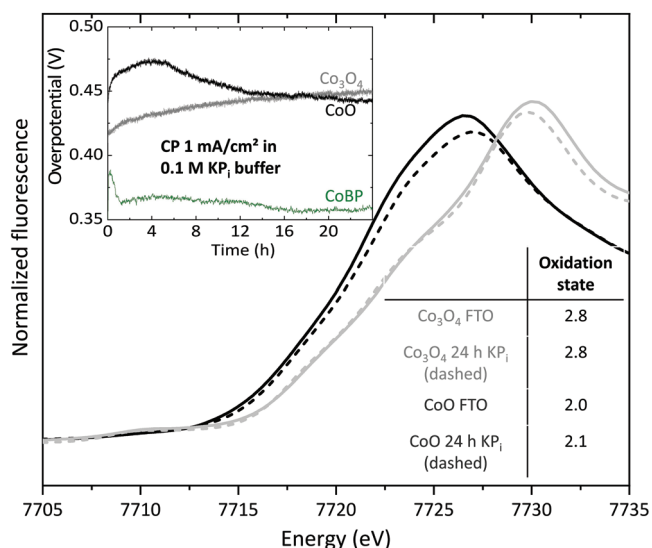 Normalized fluorescence
0.50
0.45
0.40
0.35
Overpotential (V)
Co₃O₄
CoO
CP 1 mA/cm² in
0.1 M KPᵢ buffer
CoBP
0 4 8 12 16 20
Time (h)
Oxidation
state
Co₃O₄ FTO 2.8
Co₃O₄ 24 h KPᵢ 2.8
(dashed)
CoO FTO 2.0
CoO 24 h KPᵢ 2.1
(dashed)
7705 7710 7715 7720 7725 7730 7735
Energy (eV)